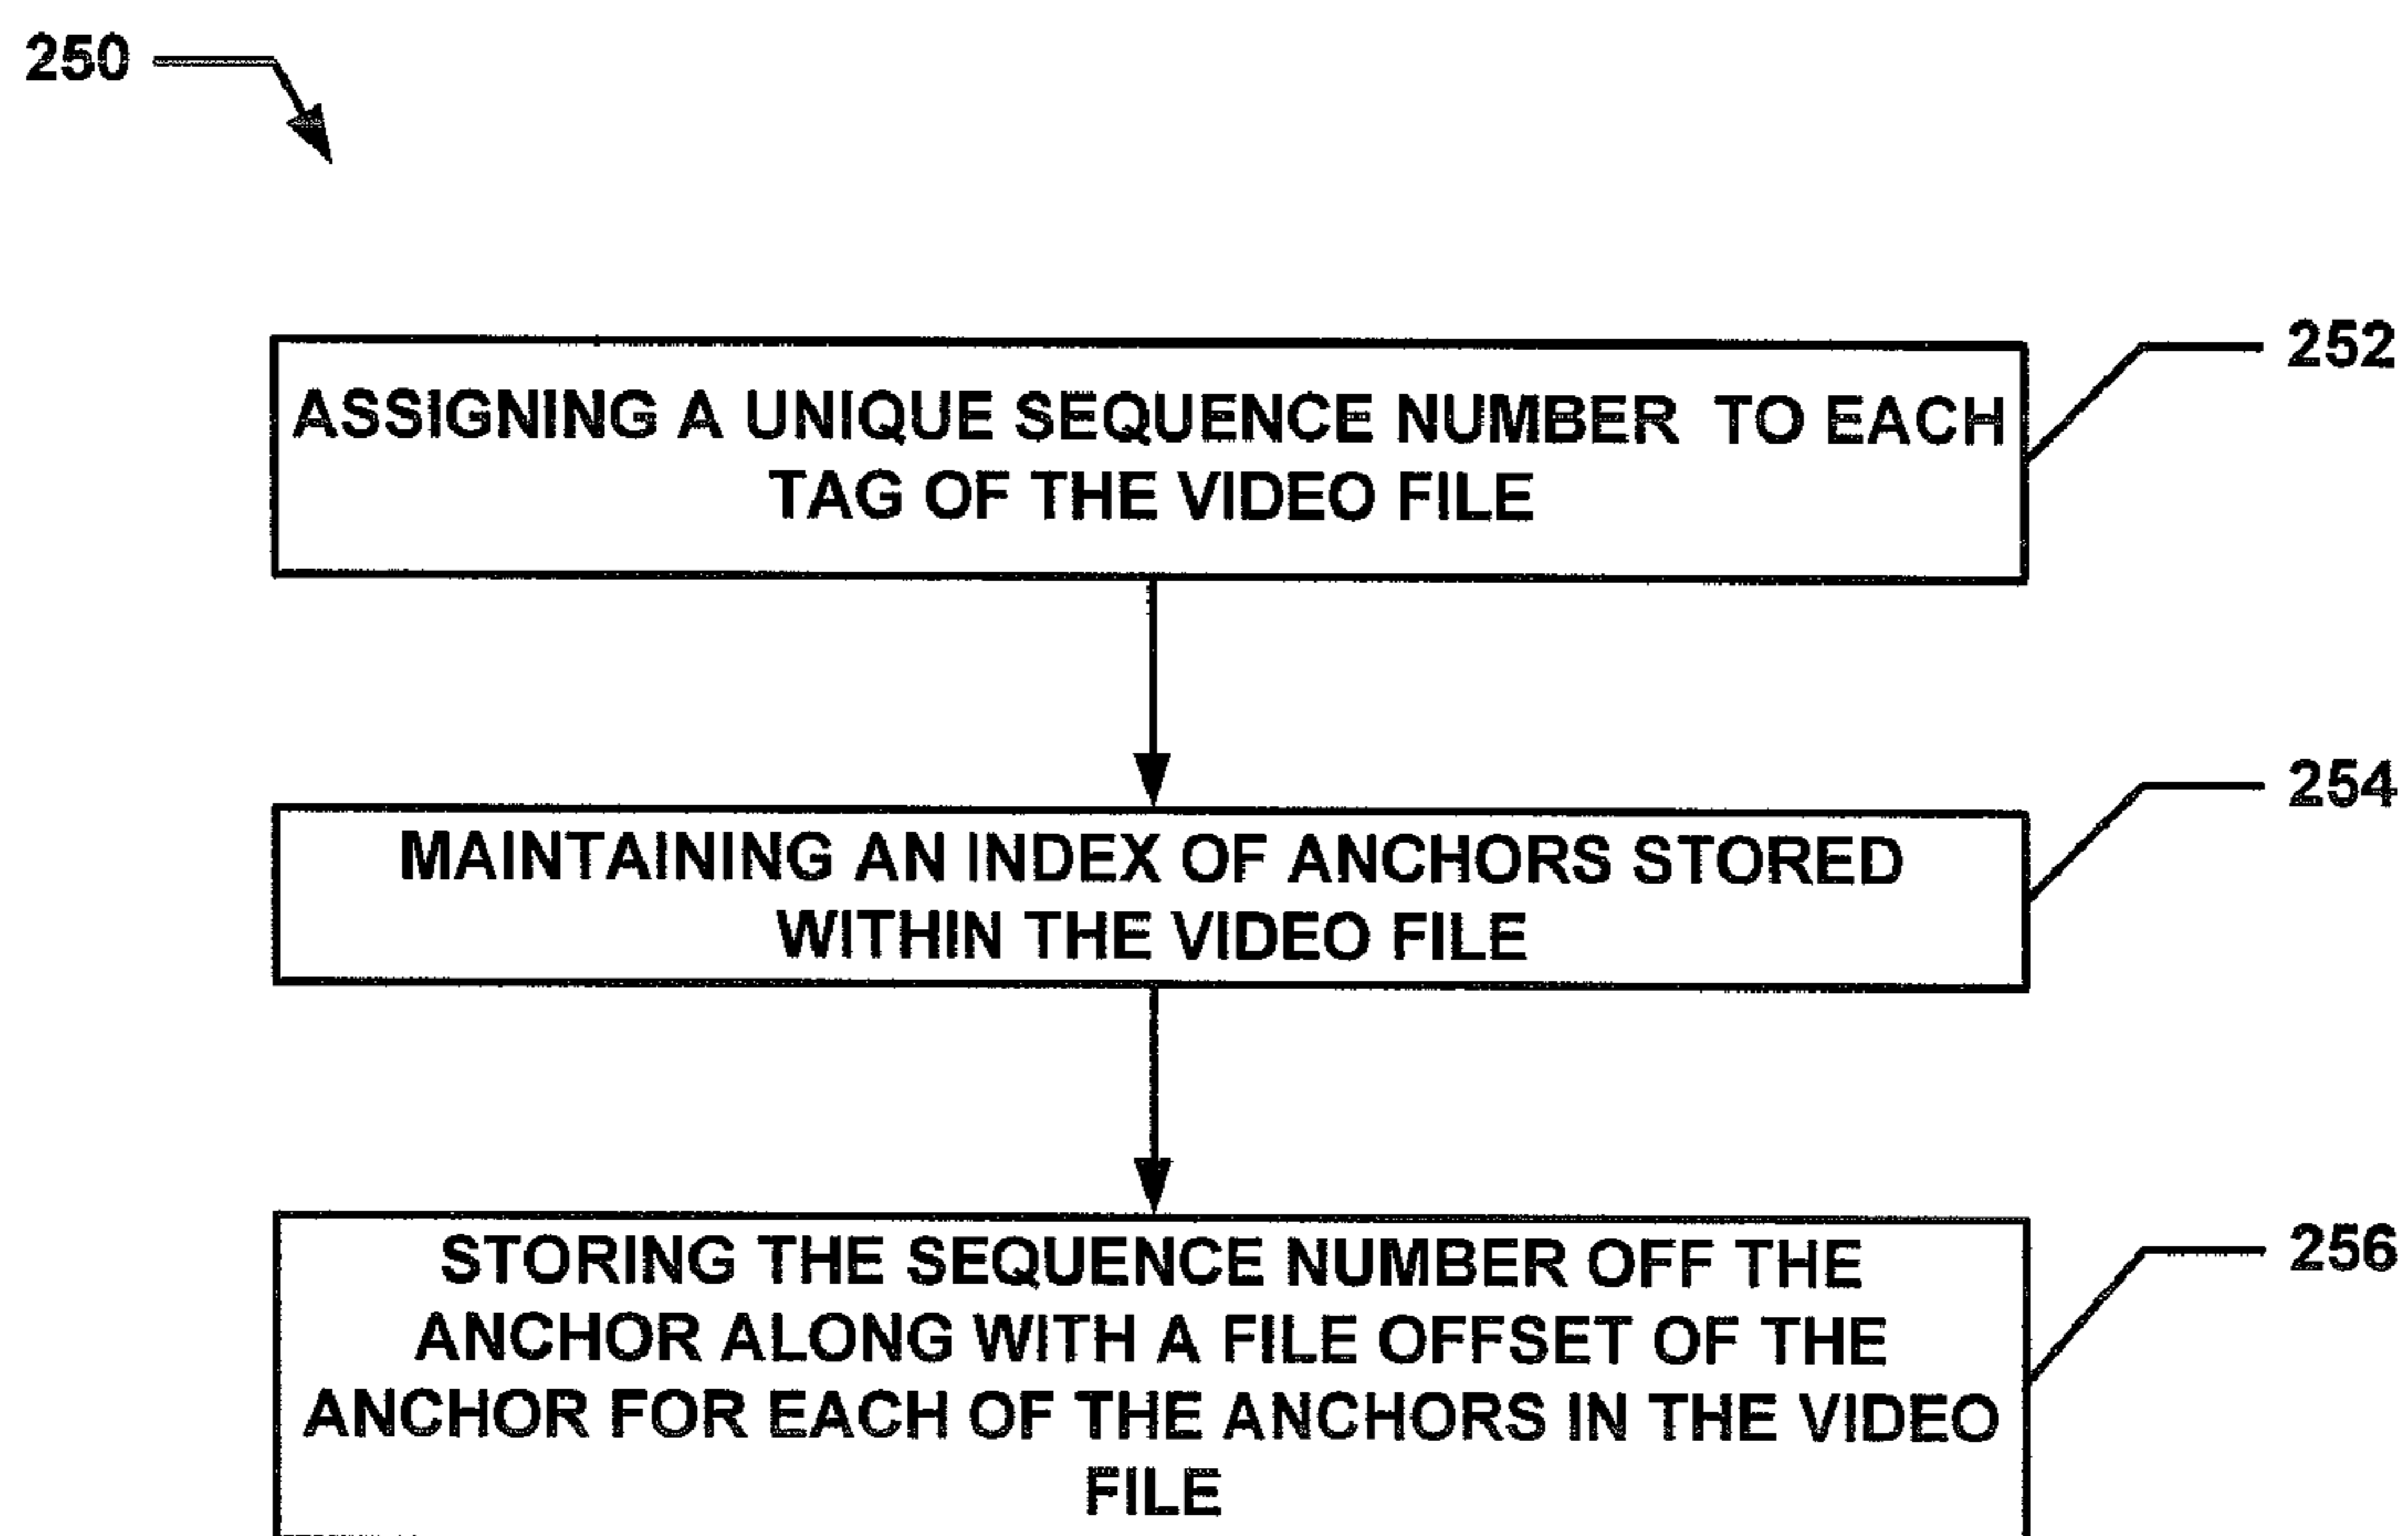 250
252
ASSIGNING A UNIQUE SEQUENCE NUMBER TO EACH
TAG OF THE VIDEO FILE
254
MAINTAINING AN INDEX OF ANCHORS STORED
WITHIN THE VIDEO FILE
256
STORING THE SEQUENCE NUMBER OFF THE
ANCHOR ALONG WITH A FILE OFFSET OF THE
ANCHOR FOR EACH OF THE ANCHORS IN THE VIDEO
FILE